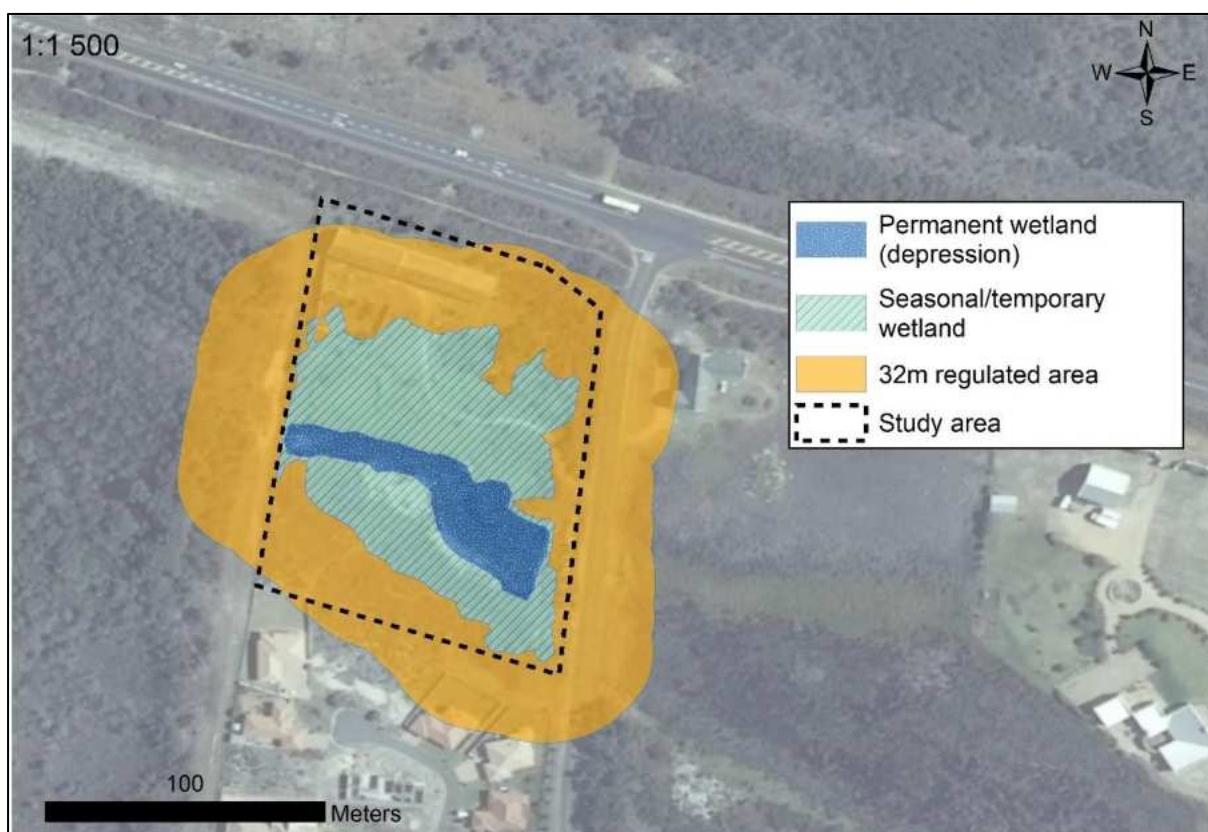 1:1 500
N
W E
S
Permanent wetland
(depression)
Seasonal/temporary
wetland
32m regulated area
Study area
100
Meters